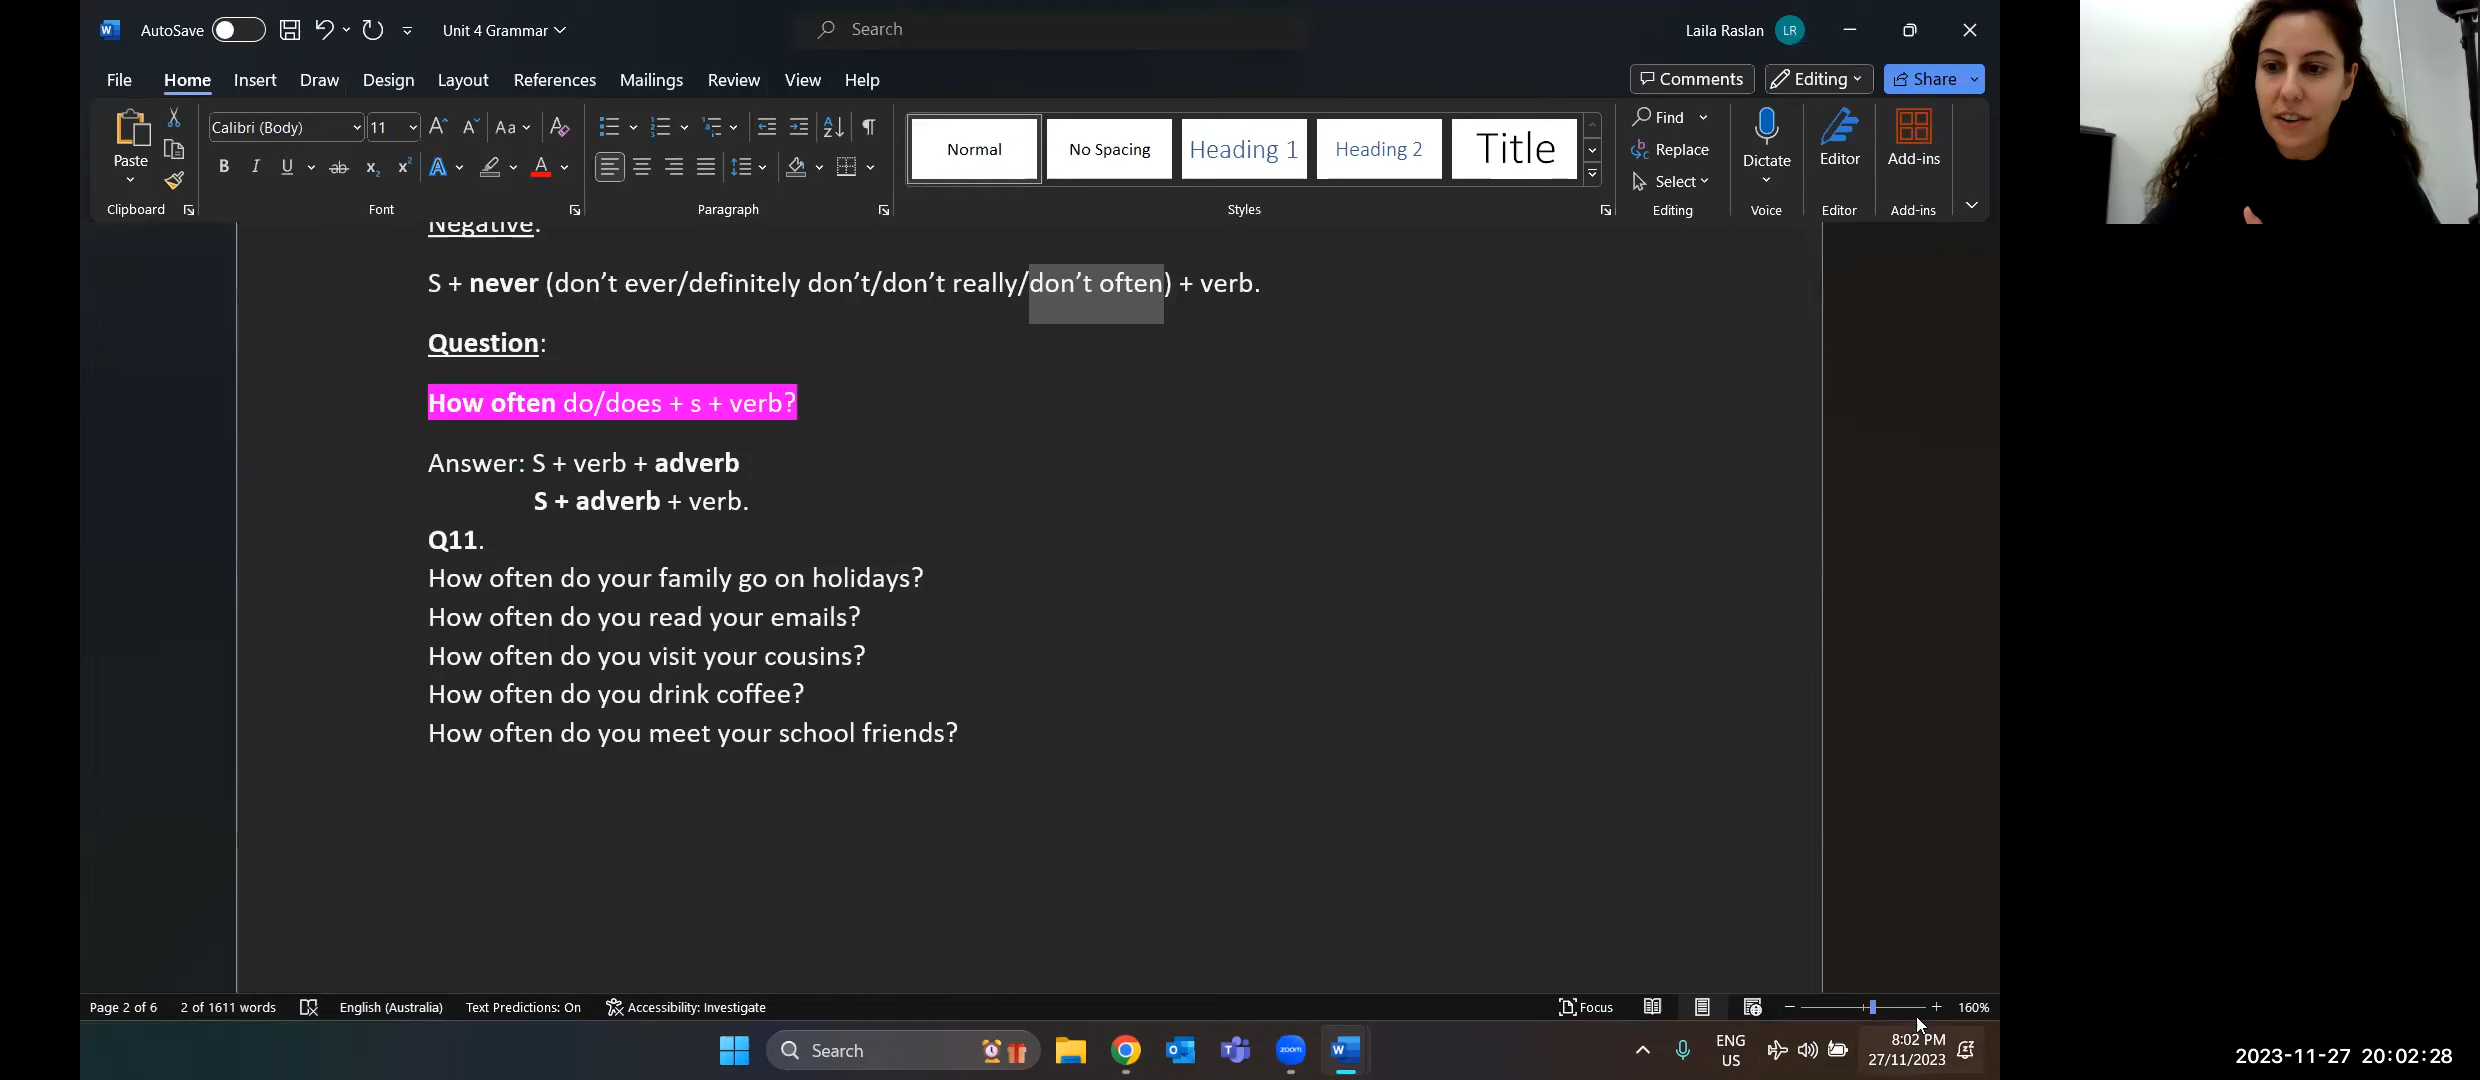 AutoSave
Unit 4 Grammar
Search
Laila Raslan
LR
File Home Insert Draw Design Layout References Mailings Review View Help
Comments
Editing
Share
Paste
Clipboard
Calibri (Body)
11
Font
Paragraph
Normal
No Spacing
Heading 1
Heading 2
Title
Styles
Find
Replace
Select
Editing
Dictate
Voice
Editor
Editor
Add-ins
Add-ins
Negative:
S + never (don’t ever/definitely don’t/don’t really/don’t often) + verb.
Question:
How often do/does + s + verb?
Answer: S + verb + adverb
S + adverb + verb.
Q11.
How often do your family go on holidays?
How often do you read your emails?
How often do you visit your cousins?
How often do you drink coffee?
How often do you meet your school friends?
Page 2 of 6
2 of 1611 words
English (Australia)
Text Predictions: On
Accessibility: Investigate
Focus
160%
Search
zoom
ENG
US
8:02 PM
27/11/2023
2023-11-27 20:02:28